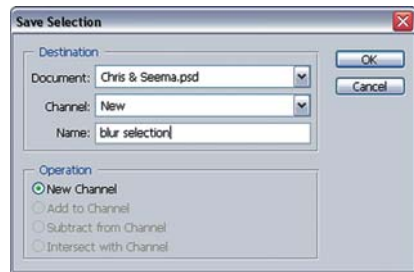 Save Selection
Destination
Document: Chris & Seema.psd
Channel: New
Name: blur selection
OK
Cancel
Operation
New Channel
Add to Channel
Subtract from Channel
Intersect with Channel